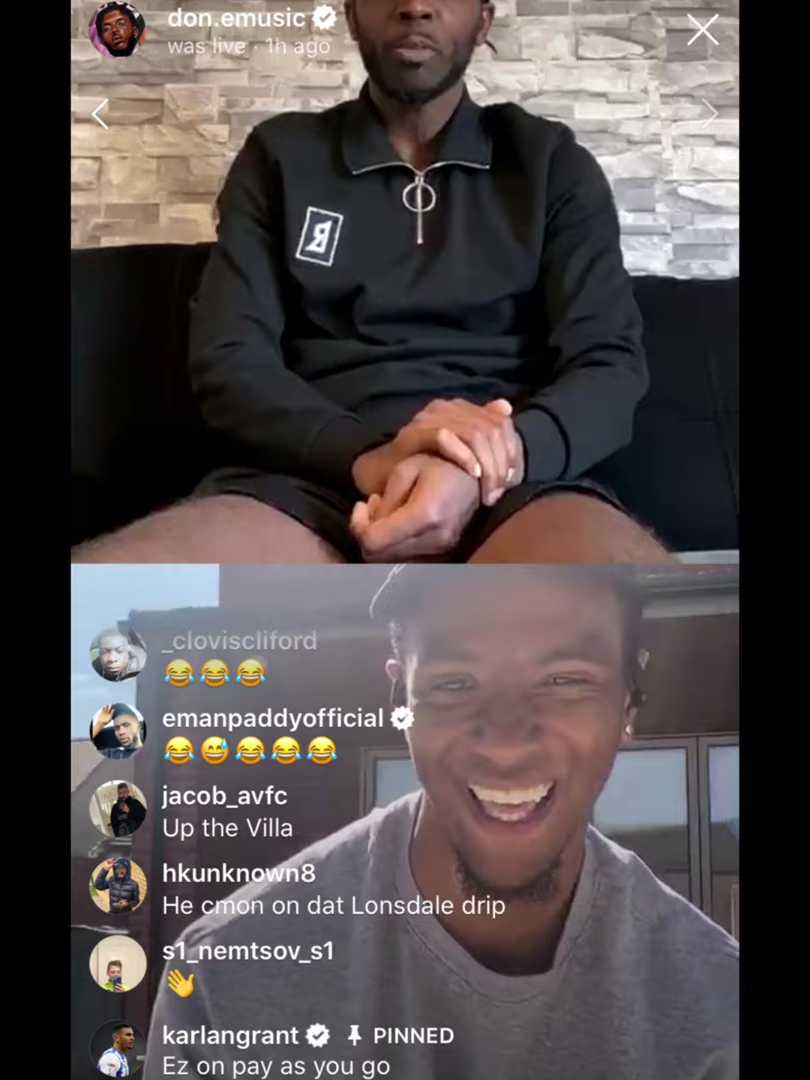 don.emusic
was live · 1h ago
_cloviscliford
😂😂😂
emanpaddyofficial
😂😅😂😂😂
jacob_avfc
Up the Villa
hkunknown8
He cmon on dat Lonsdale drip
s1_nemtsov_s1
👋
karlangrant PINNED
Ez on pay as you go